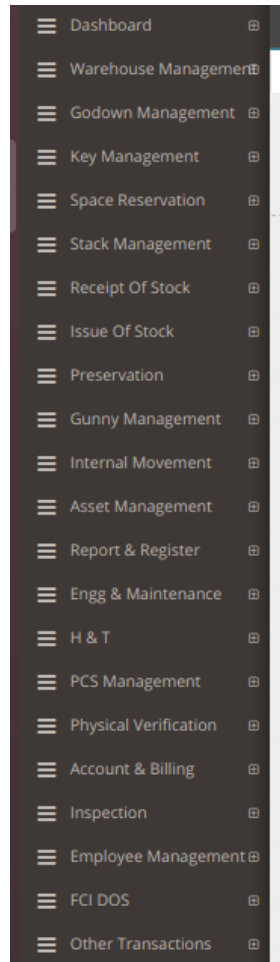 Dashboard
Warehouse Management
Godown Management
Key Management
Space Reservation
Stack Management
Receipt Of Stock
Issue Of Stock
Preservation
Gunny Management
Internal Movement
Asset Management
Report & Register
Engg & Maintenance
H & T
PCS Management
Physical Verification
Account & Billing
Inspection
Employee Management
FCI DOS
Other Transactions